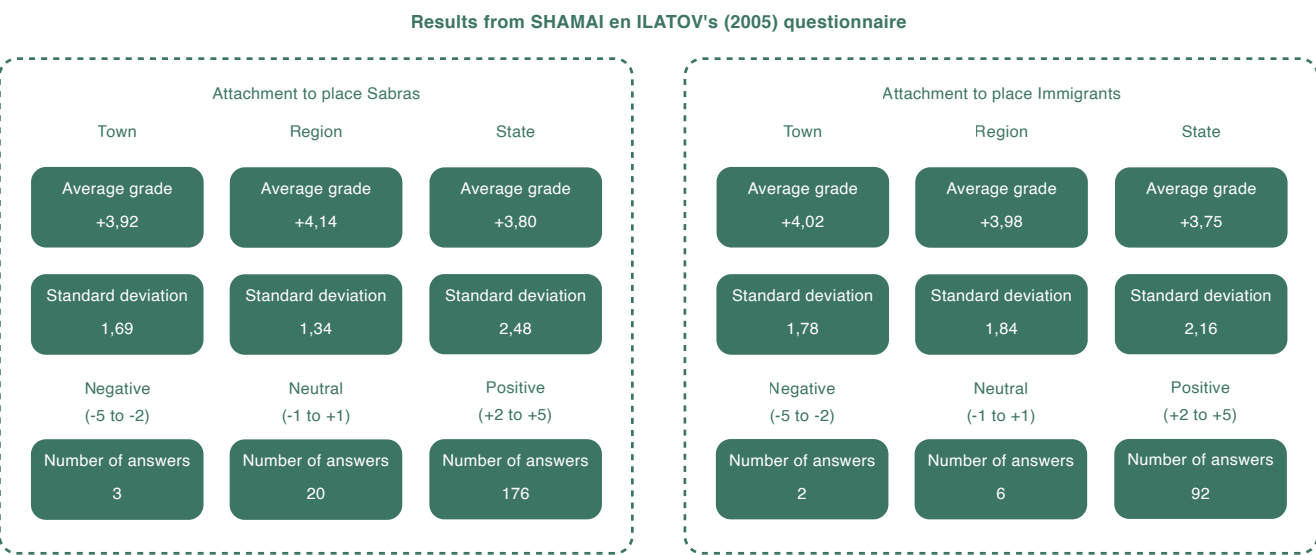 Results from SHAMAI en ILATOV's (2005) questionnaire
Attachment to place Sabras
Town Region State
Average grade Average grade Average grade
+3,92 +4,14 +3,80
Standard deviation Standard deviation Standard deviation
1,69 1,34 2,48
Negative Neutral Positive
(-5 to -2) (-1 to +1) (+2 to +5)
Number of answers Number of answers Number of answers
3 20 176
Attachment to place Immigrants
Town Region State
Average grade Average grade Average grade
+4,02 +3,98 +3,75
Standard deviation Standard deviation Standard deviation
1,78 1,84 2,16
Negative Neutral Positive
(-5 to -2) (-1 to +1) (+2 to +5)
Number of answers Number of answers Number of answers
2 6 92